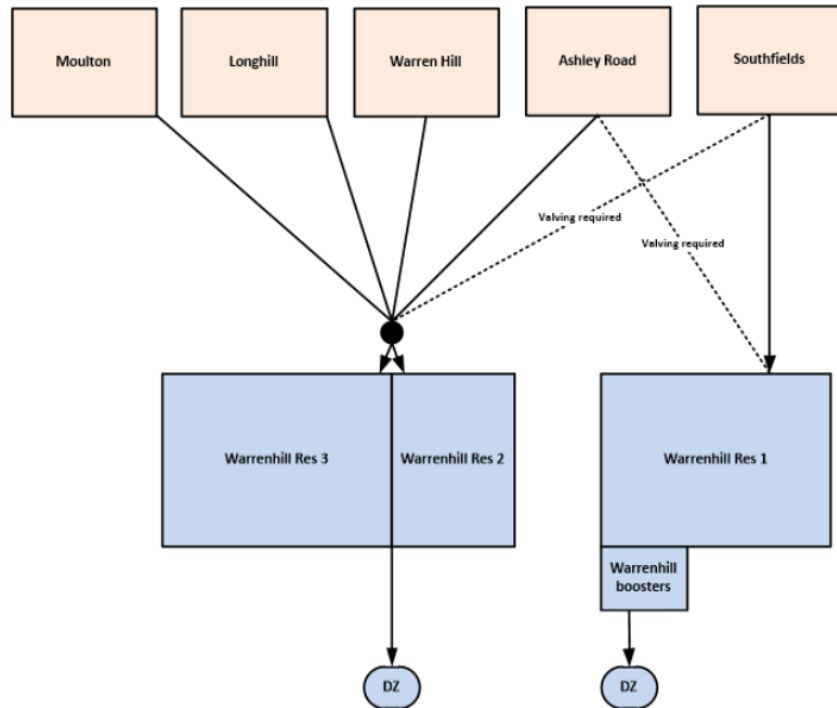 Moulton
Longhill
Warren Hill
Ashley Road
Southfields
Valving required
Valving required
Warrenhill Res 3
Warrenhill Res 2
Warrenhill Res 1
Warrenhill
boosters
DZ
DZ